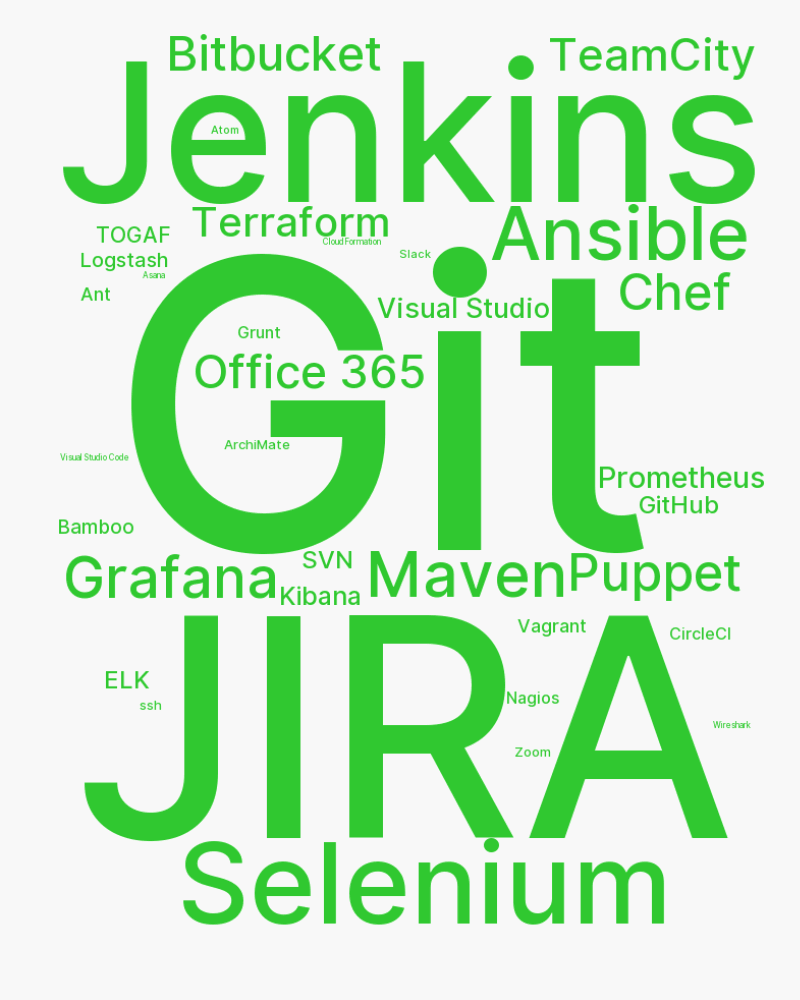 Bitbucket
TeamCity
Jenkins
Atom
Terraform
Ansible
TOGAF
CloudFormation
Slack
Logstash
Asana
Ant
Chef
Visual Studio
Git
Grunt
Office 365
ArchiMate
Visual Studio Code
Prometheus
GitHub
Bamboo
SVN
Grafana
Maven
Puppet
Kibana
JIRA
Vagrant
CircleCI
ELK
Nagios
ssh
Wireshark
Zoom
Selenium